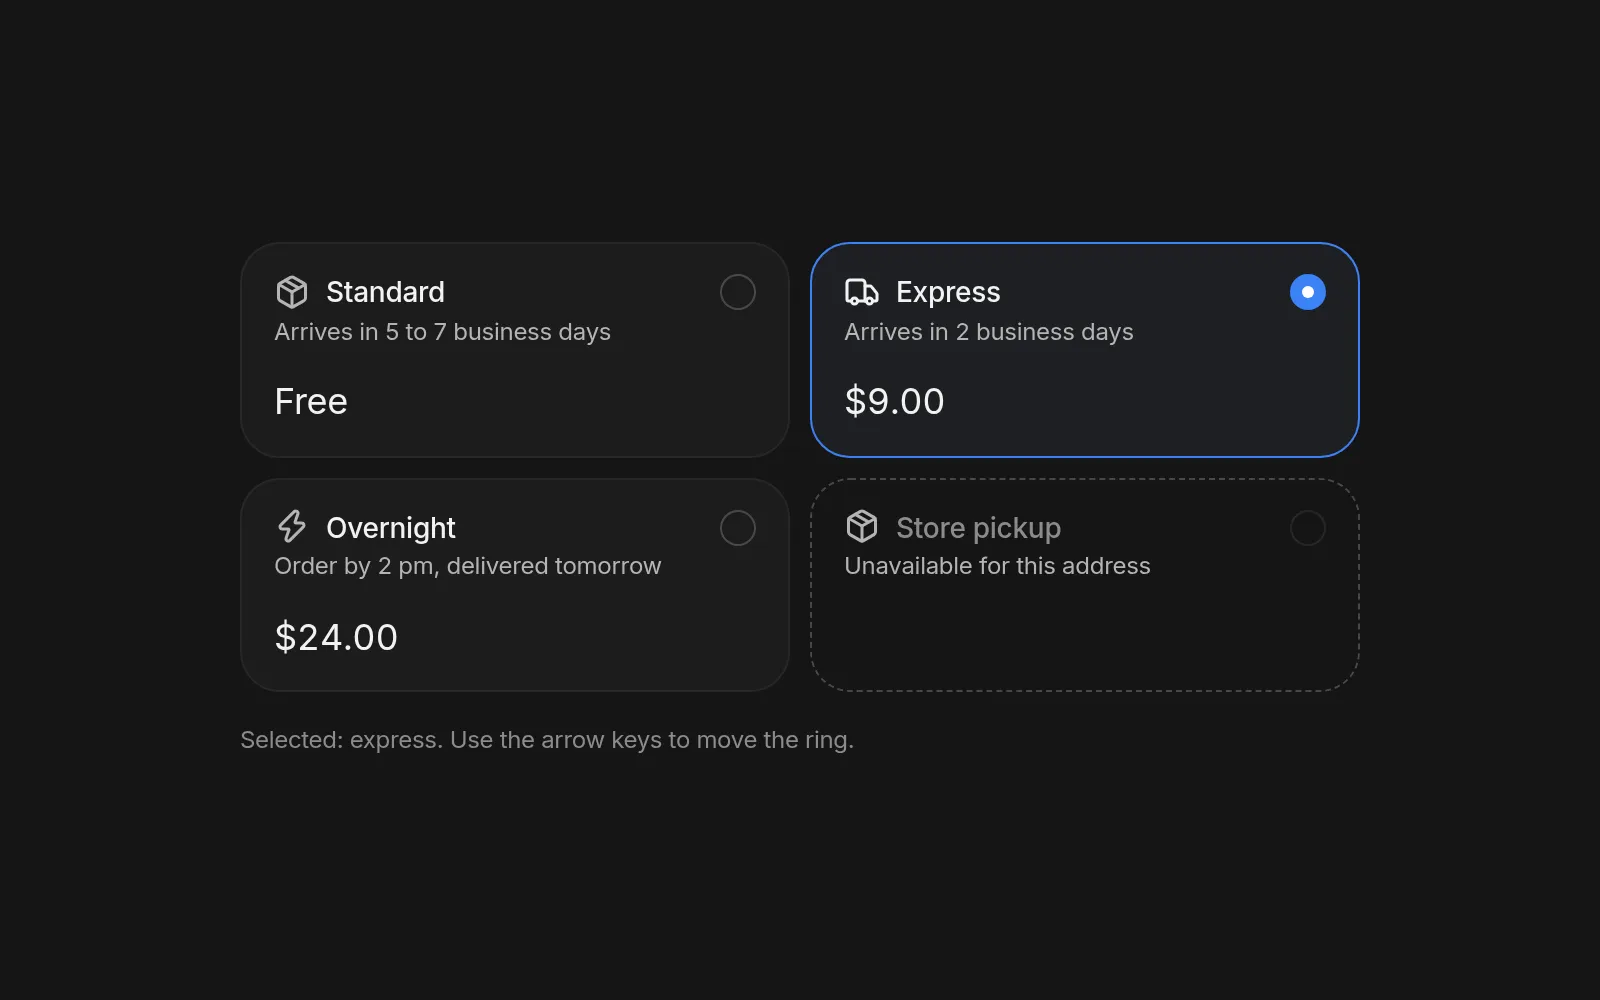 Standard
Arrives in 5 to 7 business days
Free
Express
Arrives in 2 business days
$9.00
Overnight
Order by 2 pm, delivered tomorrow
$24.00
Store pickup
Unavailable for this address
Selected: express. Use the arrow keys to move the ring.